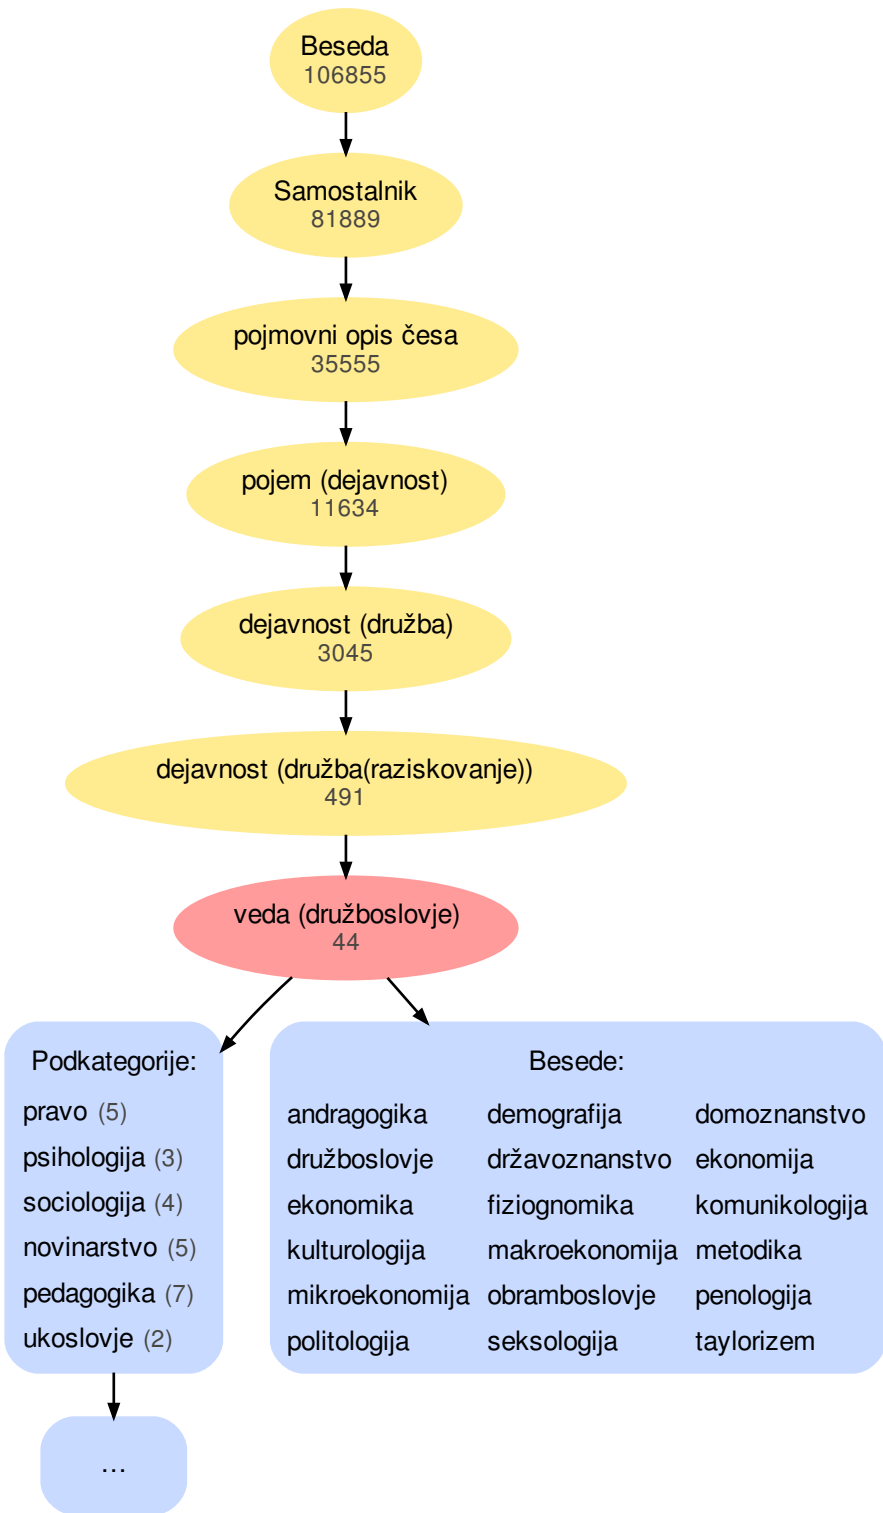 Beseda
106855
Samostalnik
81889
pojmovni opis česa
35555
pojem (dejavnost)
11634
dejavnost (družba)
3045
dejavnost (družba(raziskovanje))
491
veda (družboslovje)
44
Podkategorije:
pravo (5)
psihologija (3)
sociologija (4)
novinarstvo (5)
pedagogika (7)
ukoslovje (2)
...
Besede:
andragogika demografija domoznanstvo
družboslovje državoznanstvo ekonomija
ekonomika fiziognomika komunikologija
kulturologija makroekonomija metodika
mikroekonomija obramboslovje penologija
politologija seksologija taylorizem